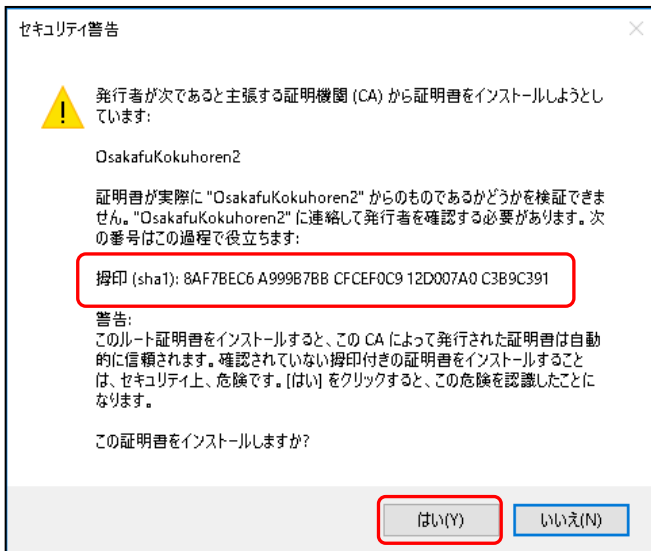 セキュリティ警告
発行者が次であると主張する証明機関 (CA) から証明書をインストールしようとし
ています:
OsakafuKokuhoren2
証明書が実際に "OsakafuKokuhoren2" からのものであるかどうかを検証できま
せん。"OsakafuKokuhoren2" に連絡して発行者を確認する必要があります。次
の番号はこの過程で役立ちます:
拇印 (sha1): 8AF7BEC6 A999B7BB CFCEF0C9 12D007A0 C3B9C391
警告:
このルート証明書をインストールすると、この CA によって発行された証明書は自動
的に信頼されます。確認されていない拇印付きの証明書をインストールすること
は、セキュリティ上、危険です。[はい] をクリックすると、この危険を認識したことに
なります。
この証明書をインストールしますか?
はい(Y)
いいえ(N)